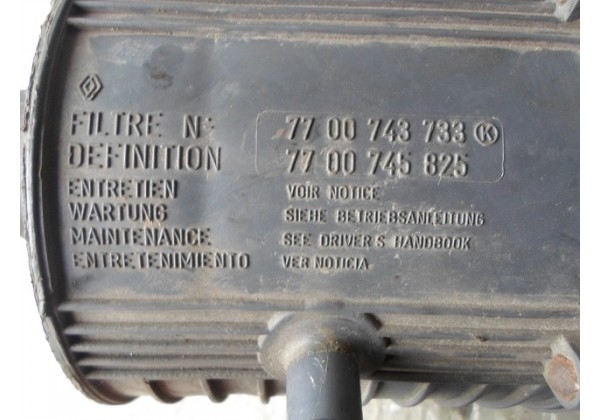 FILTRE Nº 77 00 743 733 K
DEFINITION 77 00 745 825
ENTRETIEN VOIR NOTICE
WARTUNG SIEHE BETRIEBSANLEITUNG
MAINTENANCE SEE DRIVER'S HANDBOOK
ENTRETENIMIENTO VER NOTICIA